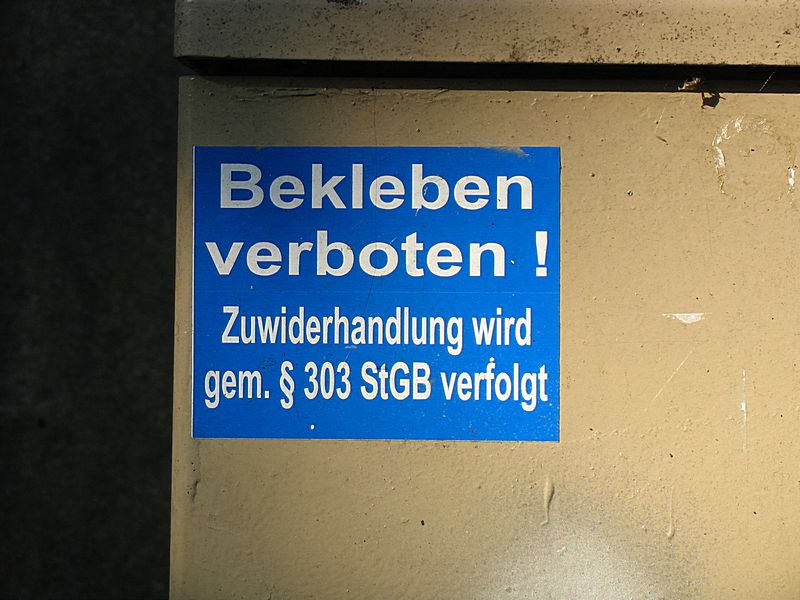 Bekleben
verboten !
Zuwiderhandlung wird
gem. § 303 StGB verfolgt